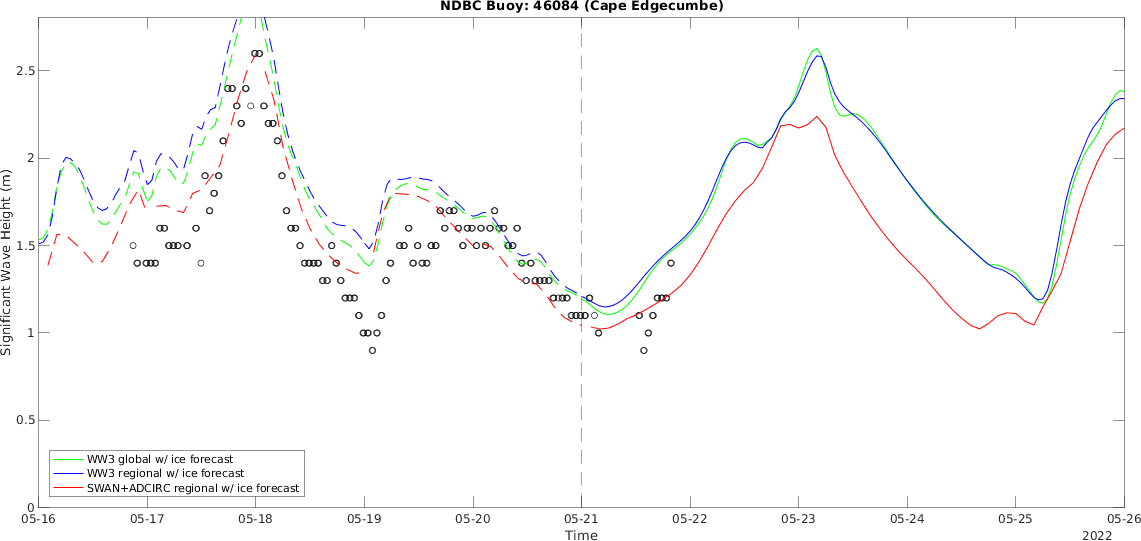 NDBC Buoy: 46084 (Cape Edgecumbe)
Significant Wave Height (m)
2.5
2
1.5
1
0.5
0
WW3 global w/ ice forecast
WW3 regional w/ ice forecast
SWAN+ADCIRC regional w/ ice forecast
05-16 05-17 05-18 05-19 05-20 05-21 05-22 05-23 05-24 05-25 05-26
Time
2022